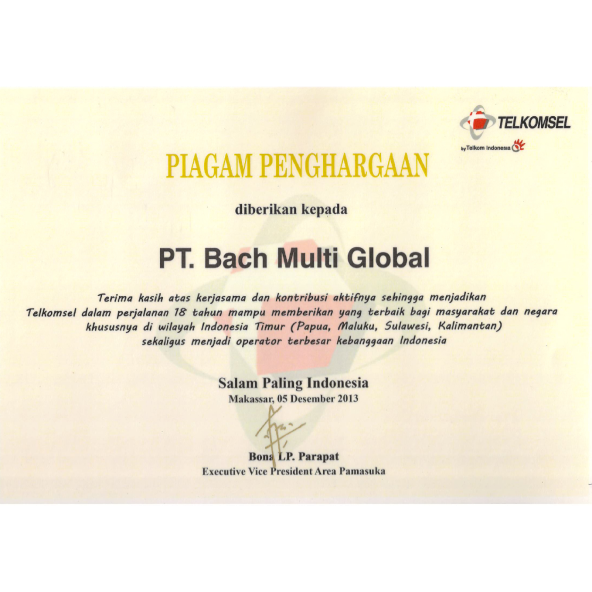 TELKOMSEL
by Telkom Indonesia
PIAGAM PENGHARGAAN
diberikan kepada
PT. Bach Multi Global
Terima kasih atas kerjasama dan kontribusi aktifnya sehingga menjadikan
Telkomsel dalam perjalanan 18 tahun mampu memberikan yang terbaik bagi masyarakat dan negara
khususnya di wilayah Indonesia Timur (Papua, Maluku, Sulawesi, Kalimantan)
sekaligus menjadi operator terbesar kebanggaan Indonesia
Salam Paling Indonesia
Makassar, 05 Desember 2013
Bona LP. Parapat
Executive Vice President Area Pamasuka